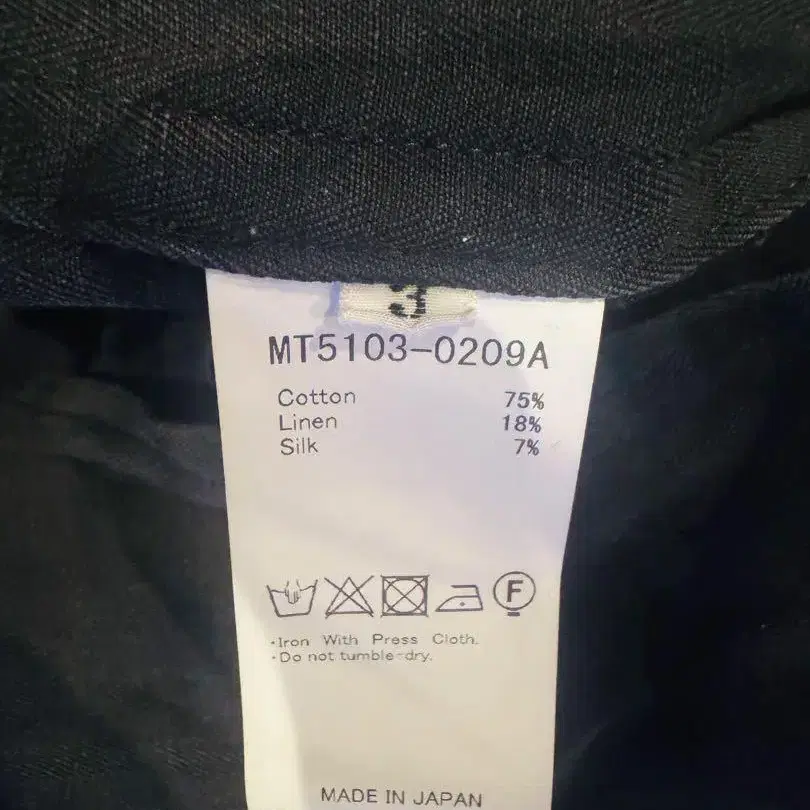 3
MT5103-0209A
Cotton 75%
Linen 18%
Silk 7%
F
·Iron With Press Cloth.
·Do not tumble-dry.
MADE IN JAPAN